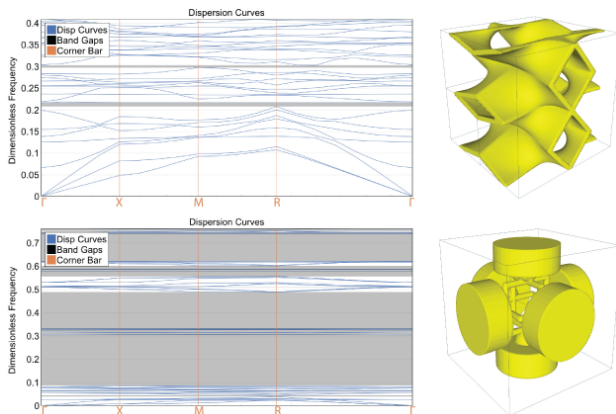 Dispersion Curves
Dimensionless Frequency
0.4
0.35
0.3
0.25
0.2
0.15
0.1
0.05
0
Disp Curves
Band Gaps
Corner Bar
Γ X M R Γ
Dispersion Curves
Dimensionless Frequency
0.7
0.6
0.5
0.4
0.3
0.2
0.1
0
Disp Curves
Band Gaps
Corner Bar
Γ X M R Γ